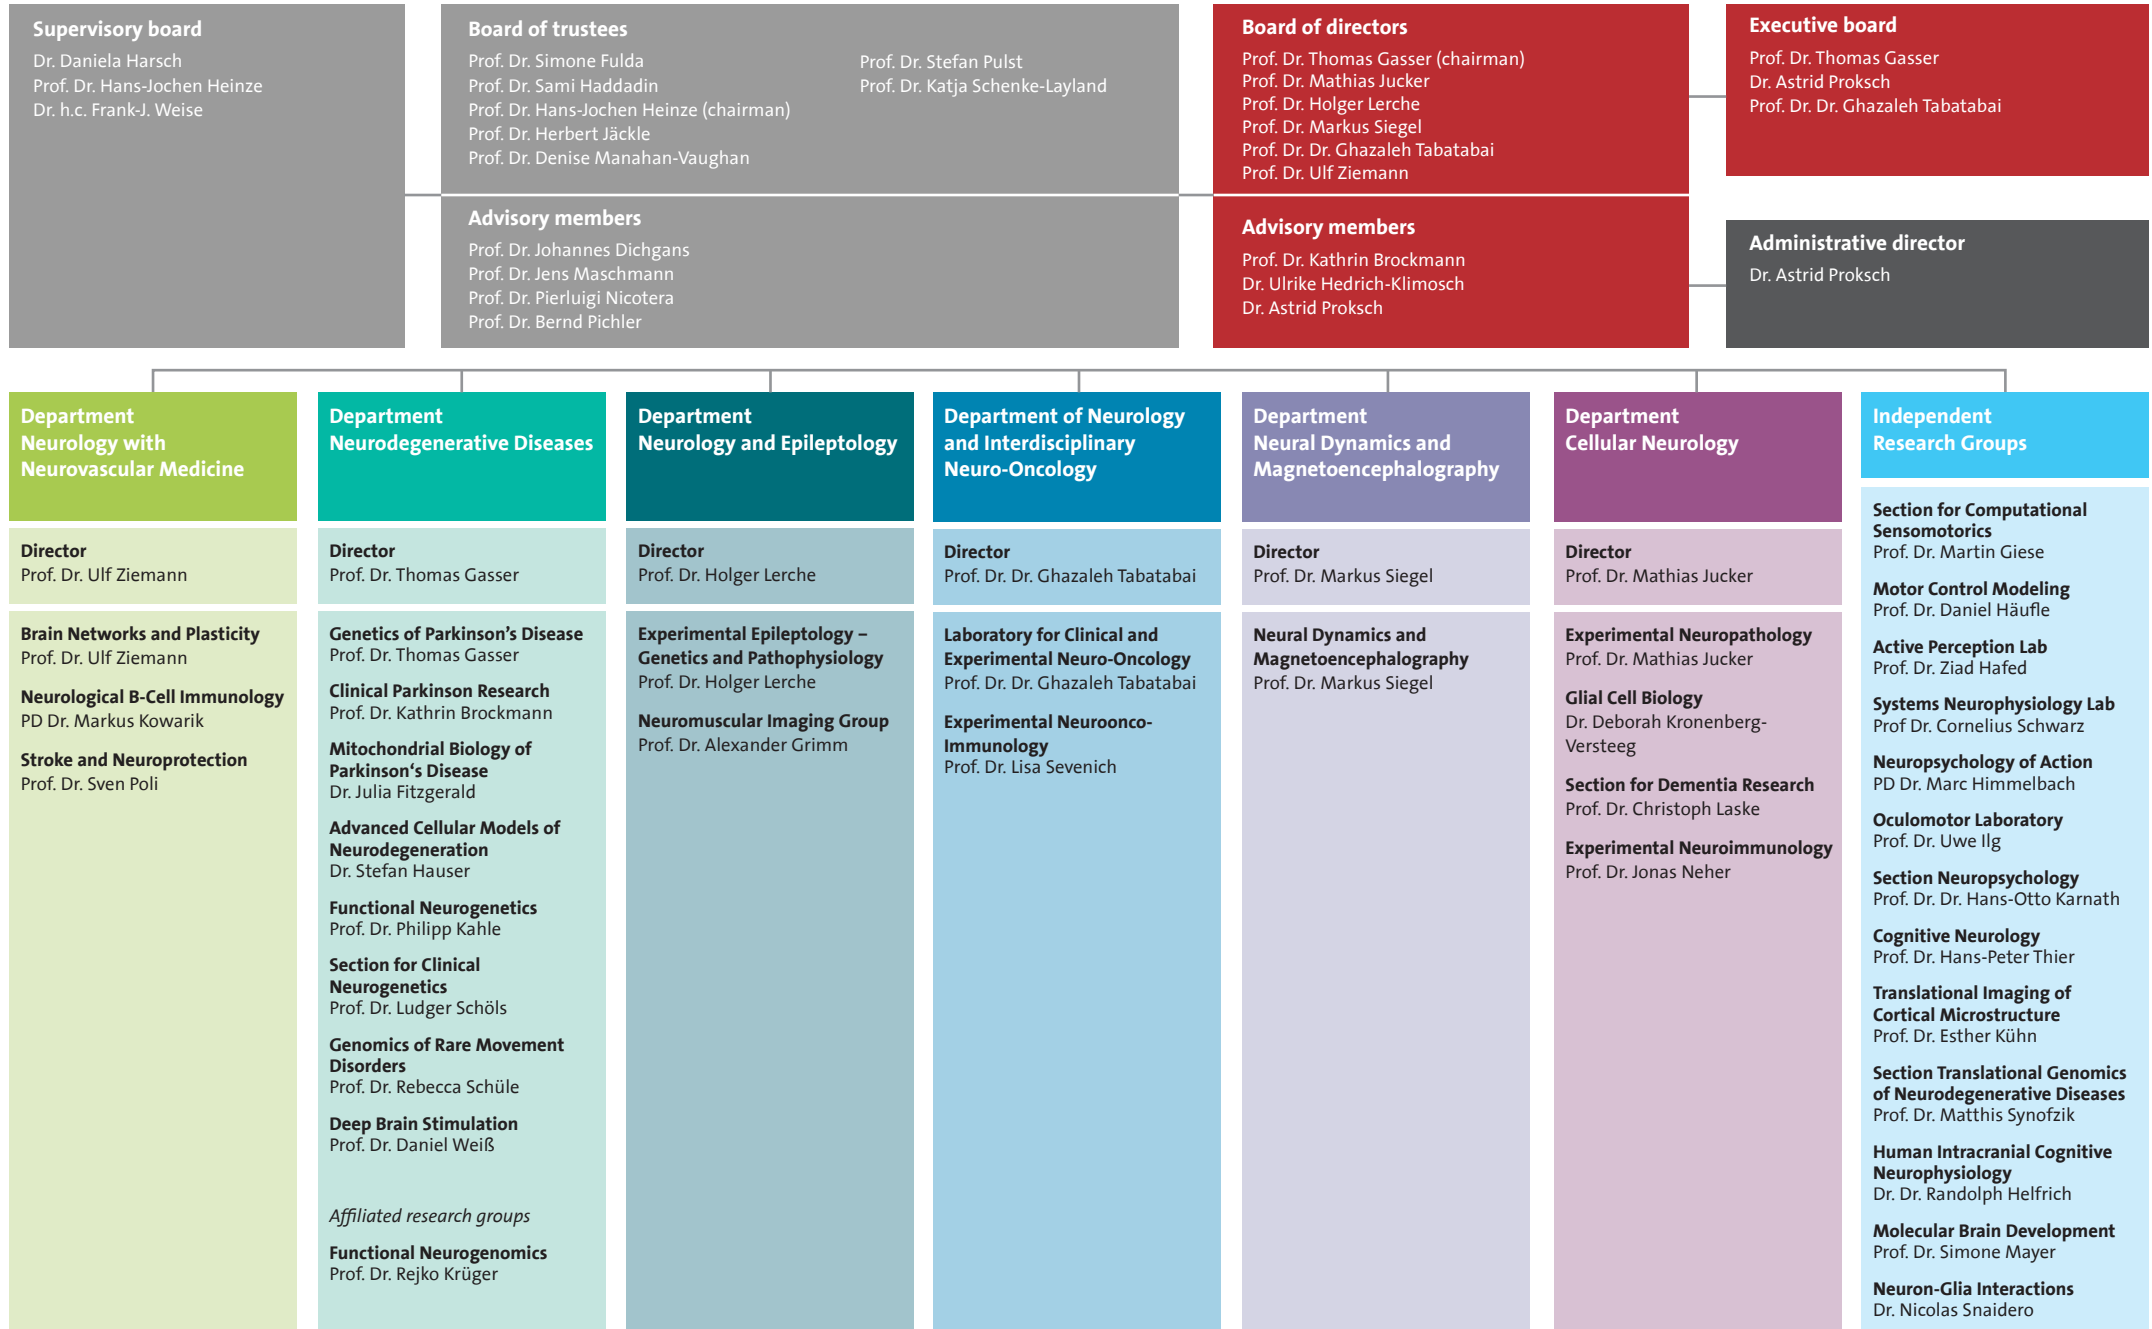 Supervisory board
Dr. Daniela Harsch
Prof. Dr. Hans-Jochen Heinze
Dr. h.c. Frank-J. Weise
Board of trustees
Prof. Dr. Simone Fulda
Prof. Dr. Sami Haddadin
Prof. Dr. Hans-Jochen Heinze (chairman)
Prof. Dr. Herbert Jäckle
Prof. Dr. Denise Manahan-Vaughan
Prof. Dr. Stefan Pulst
Prof. Dr. Katja Schenke-Layland
Advisory members
Prof. Dr. Johannes Dichgans
Prof. Dr. Jens Maschmann
Prof. Dr. Pierluigi Nicotera
Prof. Dr. Bernd Pichler
Board of directors
Prof. Dr. Thomas Gasser (chairman)
Prof. Dr. Mathias Jucker
Prof. Dr. Holger Lerche
Prof. Dr. Markus Siegel
Prof. Dr. Dr. Ghazaleh Tabatabai
Prof. Dr. Ulf Ziemann
Advisory members
Prof. Dr. Kathrin Brockmann
Dr. Ulrike Hedrich-Klimosch
Dr. Astrid Proksch
Executive board
Prof. Dr. Thomas Gasser
Dr. Astrid Proksch
Prof. Dr. Dr. Ghazaleh Tabatabai
Administrative director
Dr. Astrid Proksch
Department
Neurology with
Neurovascular Medicine
Director
Prof. Dr. Ulf Ziemann
Brain Networks and Plasticity
Prof. Dr. Ulf Ziemann
Neurological B-Cell Immunology
PD Dr. Markus Kowarik
Stroke and Neuroprotection
Prof. Dr. Sven Poli
Department
Neurodegenerative Diseases
Director
Prof. Dr. Thomas Gasser
Genetics of Parkinson’s Disease
Prof. Dr. Thomas Gasser
Clinical Parkinson Research
Prof. Dr. Kathrin Brockmann
Mitochondrial Biology of
Parkinson‘s Disease
Dr. Julia Fitzgerald
Advanced Cellular Models of
Neurodegeneration
Dr. Stefan Hauser
Functional Neurogenetics
Prof. Dr. Philipp Kahle
Section for Clinical
Neurogenetics
Prof. Dr. Ludger Schöls
Genomics of Rare Movement
Disorders
Prof. Dr. Rebecca Schüle
Deep Brain Stimulation
Prof. Dr. Daniel Weiß
Affiliated research groups
Functional Neurogenomics
Prof. Dr. Rejko Krüger
Department
Neurology and Epileptology
Director
Prof. Dr. Holger Lerche
Experimental Epileptology –
Genetics and Pathophysiology
Prof. Dr. Holger Lerche
Neuromuscular Imaging Group
Prof. Dr. Alexander Grimm
Department of Neurology
and Interdisciplinary
Neuro-Oncology
Director
Prof. Dr. Dr. Ghazaleh Tabatabai
Laboratory for Clinical and
Experimental Neuro-Oncology
Prof. Dr. Dr. Ghazaleh Tabatabai
Experimental Neuroonco-
Immunology
Prof. Dr. Lisa Sevenich
Department
Neural Dynamics and
Magnetoencephalography
Director
Prof. Dr. Markus Siegel
Neural Dynamics and
Magnetoencephalography
Prof. Dr. Markus Siegel
Department
Cellular Neurology
Director
Prof. Dr. Mathias Jucker
Experimental Neuropathology
Prof. Dr. Mathias Jucker
Glial Cell Biology
Dr. Deborah Kronenberg-
Versteeg
Section for Dementia Research
Prof. Dr. Christoph Laske
Experimental Neuroimmunology
Prof. Dr. Jonas Neher
Independent
Research Groups
Section for Computational
Sensomotorics
Prof. Dr. Martin Giese
Motor Control Modeling
Prof. Dr. Daniel Häufle
Active Perception Lab
Prof. Dr. Ziad Hafed
Systems Neurophysiology Lab
Prof Dr. Cornelius Schwarz
Neuropsychology of Action
PD Dr. Marc Himmelbach
Oculomotor Laboratory
Prof. Dr. Uwe Ilg
Section Neuropsychology
Prof. Dr. Dr. Hans-Otto Karnath
Cognitive Neurology
Prof. Dr. Hans-Peter Thier
Translational Imaging of
Cortical Microstructure
Prof. Dr. Esther Kühn
Section Translational Genomics
of Neurodegenerative Diseases
Prof. Dr. Matthis Synofzik
Human Intracranial Cognitive
Neurophysiology
Dr. Dr. Randolph Helfrich
Molecular Brain Development
Prof. Dr. Simone Mayer
Neuron-Glia Interactions
Dr. Nicolas Snaidero